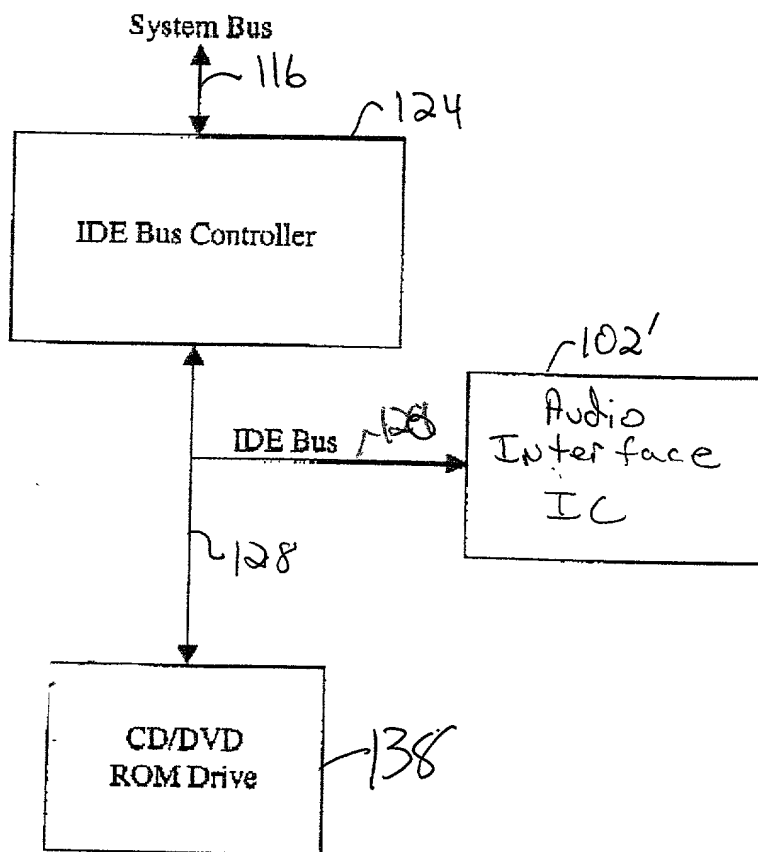 System Bus
116
124
IDE Bus Controller
102'
Audio
Interface
IC
IDE Bus
128
128
CD/DVD
ROM Drive
138